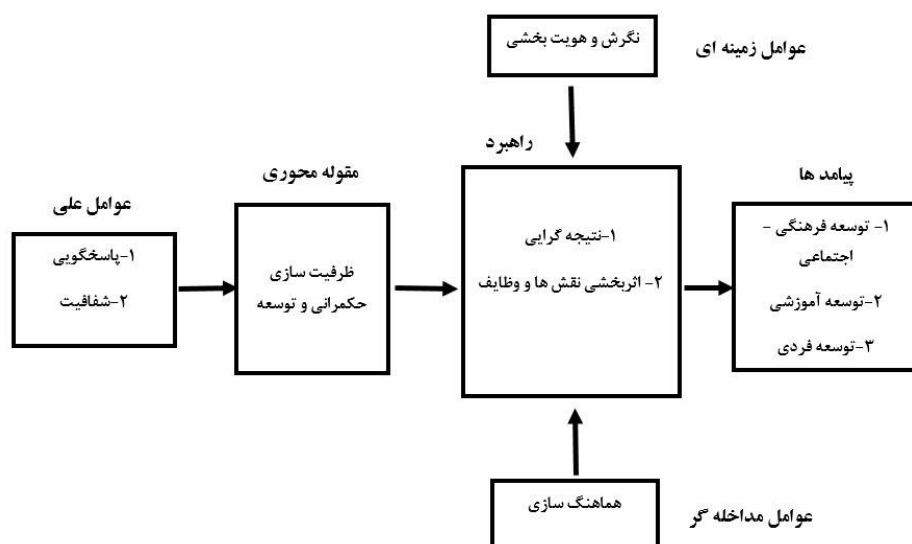 عوامل زمینه ای
نگرش و هویت بخشی
راهبرد
پیامد ها
مقوله محوری
عوامل علی
۱-پاسخگویی
۲-شفافیت
ظرفیت سازی
حکمرانی و توسعه
۱-نتیجه گرایی
۲- اثربخشی نقش ها و وظایف
۱- توسعه فرهنگی -
اجتماعی
۲-توسعه آموزشی
۳-توسعه فردی
هماهنگ سازی
عوامل مداخله گر